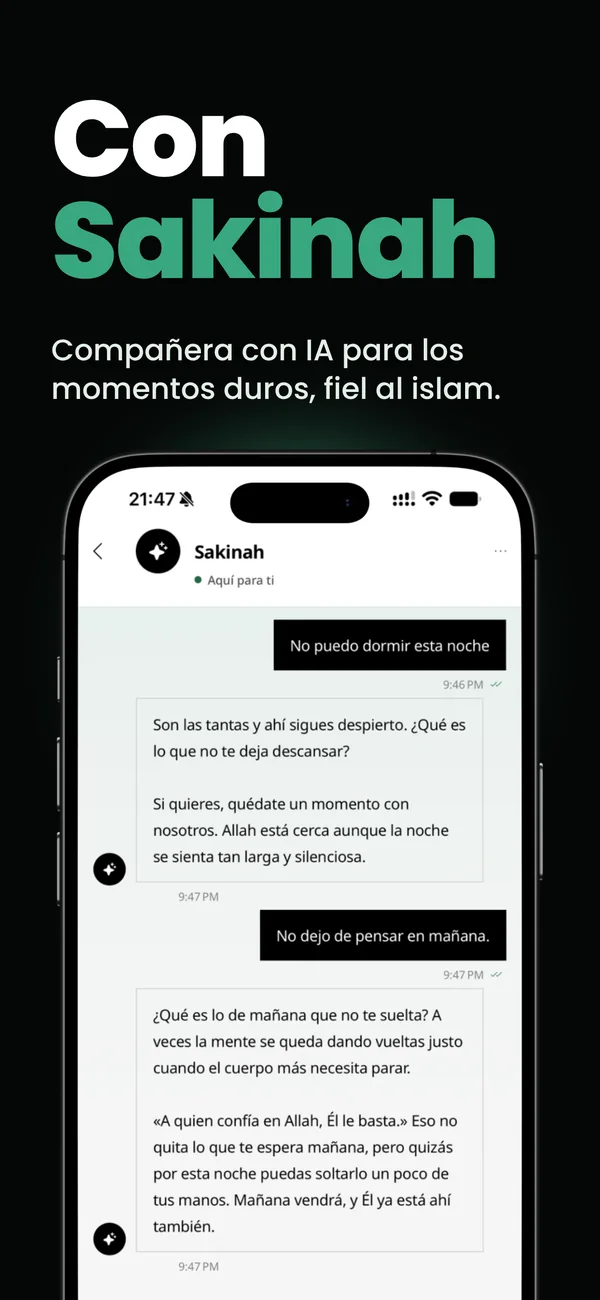 Con
Sakinah
Compañera con IA para los
momentos duros, fiel al islam.
21:47
Sakinah
Aquí para ti
No puedo dormir esta noche
9:46 PM
Son las tantas y ahí sigues despierto. ¿Qué es
lo que no te deja descansar?
Si quieres, quédate un momento con
nosotros. Allah está cerca aunque la noche
se sienta tan larga y silenciosa.
9:47 PM
No dejo de pensar en mañana.
9:47 PM
¿Qué es lo de mañana que no te suelta? A
veces la mente se queda dando vueltas justo
cuando el cuerpo más necesita parar.
«A quien confía en Allah, Él le basta.» Eso no
quita lo que te espera mañana, pero quizás
por esta noche puedas soltarlo un poco de
tus manos. Mañana vendrá, y Él ya está ahí
también.
9:47 PM